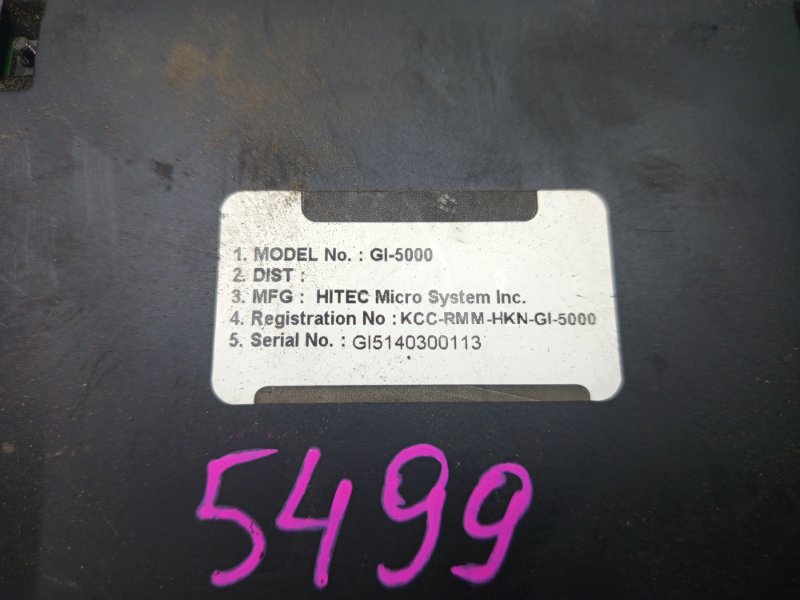 1. MODEL No. : GI-5000
2. DIST :
3. MFG : HITEC Micro System Inc.
4. Registration No : KCC-RMM-HKN-GI-5000
5. Serial No. : GI5140300113
5499